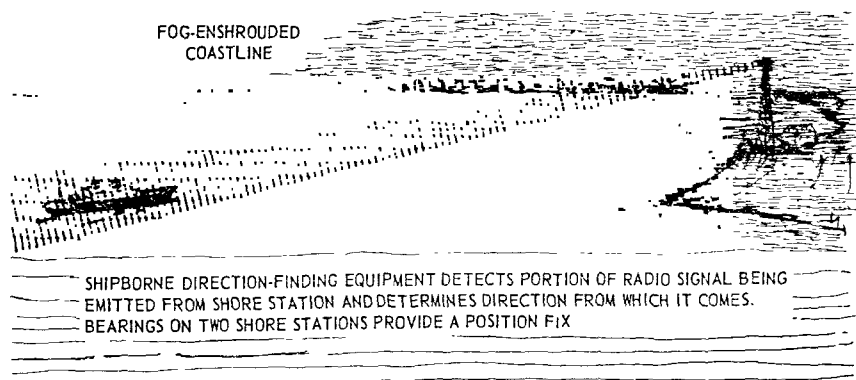 FOG-ENSHROUDED
COASTLINE
SHIPBORNE DIRECTION-FINDING EQUIPMENT DETECTS PORTION OF RADIO SIGNAL BEING
EMITTED FROM SHORE STATION AND DETERMINES DIRECTION FROM WHICH IT COMES.
BEARINGS ON TWO SHORE STATIONS PROVIDE A POSITION FIX